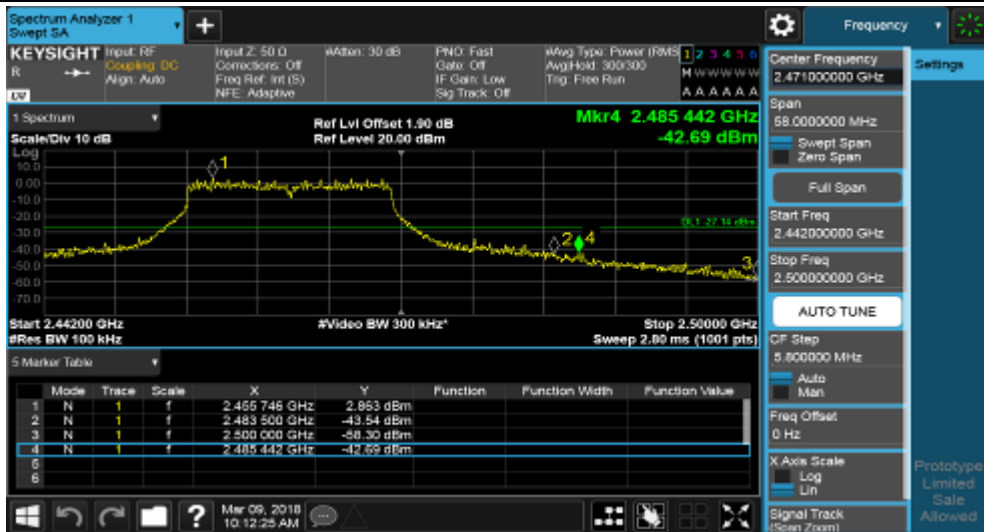 Spectrum Analyzer 1
Swept SA
+
Frequency
KEYSIGHT
R
Input: RF
Coupling: DC
Align: Auto
Input Z: 50 Ω
Corrections: Off
Freq Ref: Int (S)
NFE: Adaptive
#Atten: 30 dB
PNO: Fast
Gate: Off
IF Gain: Low
Sig Track: Off
#Avg Type: Power (RMS
Avg|Hold: 300/300
Trig: Free Run
1 2 3 4 5 6
M W W W W W
A A A A A A
1 Spectrum
Scale/Div 10 dB
Ref Lvl Offset 1.90 dB
Ref Level 20.00 dBm
Mkr4 2.485 442 GHz
-42.69 dBm
Log
10.0
0.00
-10.0
-20.0
-30.0
-40.0
-50.0
-60.0
-70.0
1
2
4
3
DL1 -27.14 dBm
Start 2.44200 GHz
#Res BW 100 kHz
#Video BW 300 kHz*
Stop 2.50000 GHz
Sweep 2.80 ms (1001 pts)
5 Marker Table
Mode Trace Scale X Y Function Function Width Function Value
1 N 1 f 2.455 746 GHz 2.863 dBm
2 N 1 f 2.483 500 GHz -43.54 dBm
3 N 1 f 2.500 000 GHz -58.30 dBm
4 N 1 f 2.485 442 GHz -42.69 dBm
5
6
?
Mar 09, 2018
10:12:25 AM
Center Frequency
2.471000000 GHz
Settings
Span
58.0000000 MHz
Swept Span
Zero Span
Full Span
Start Freq
2.442000000 GHz
Stop Freq
2.500000000 GHz
AUTO TUNE
CF Step
5.800000 MHz
Auto
Man
Freq Offset
0 Hz
X Axis Scale
Log
Lin
Signal Track
(Span Zoom)
Prototype
Limited
Sale
Allowed